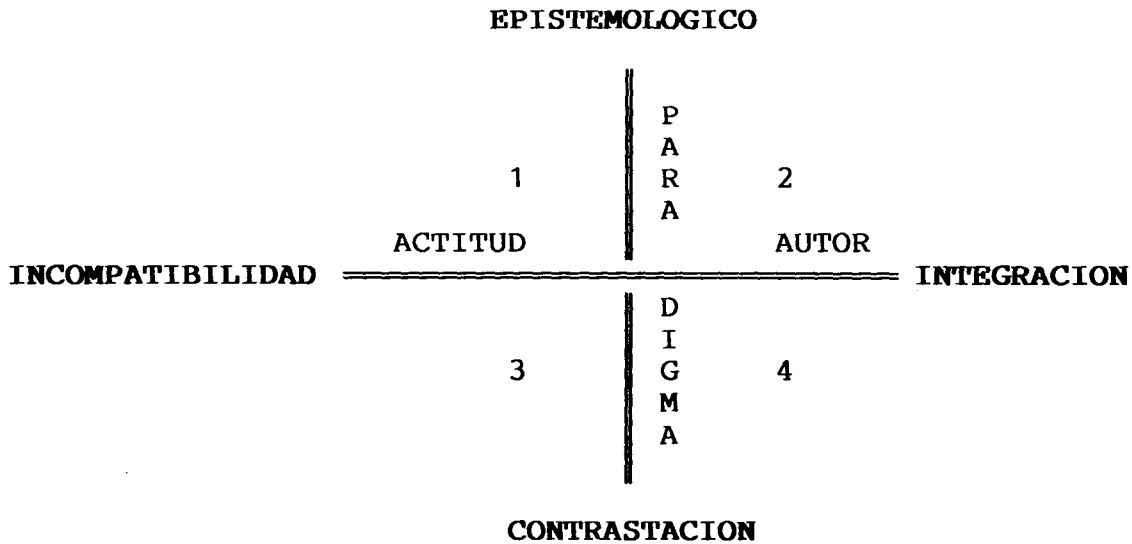 EPISTEMOLOGICO
P
A
1 R 2
A
ACTITUD AUTOR
INCOMPATIBILIDAD INTEGRACION
D
I
3 G 4
M
A
CONTRASTACION